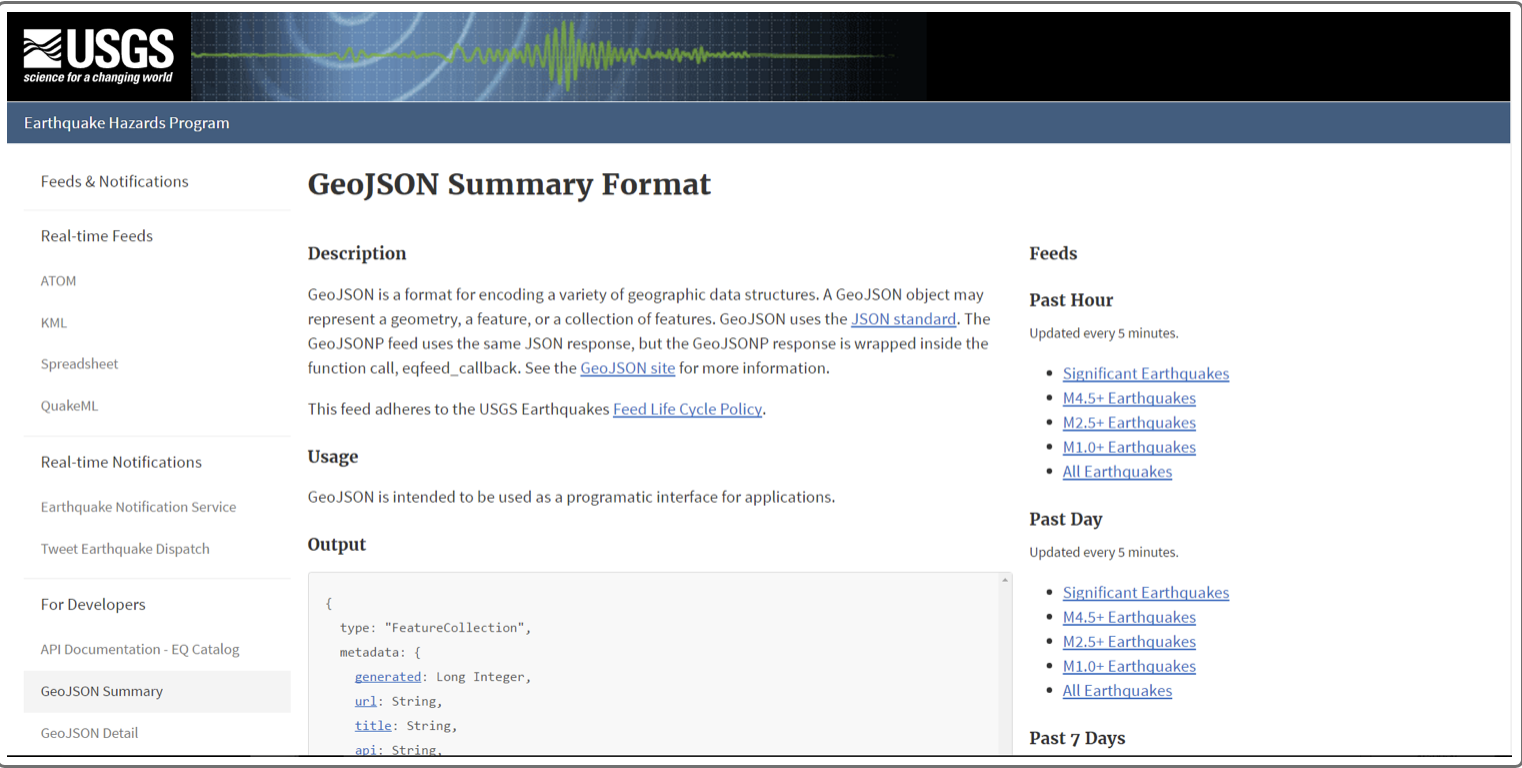 USGS
science for a changing world
Earthquake Hazards Program
Feeds & Notifications
Real-time Feeds
ATOM
KML
Spreadsheet
QuakeML
Real-time Notifications
Earthquake Notification Service
Tweet Earthquake Dispatch
For Developers
API Documentation - EQ Catalog
GeoJSON Summary
GeoJSON Detail
GeoJSON Summary Format
Description
GeoJSON is a format for encoding a variety of geographic data structures. A GeoJSON object may
represent a geometry, a feature, or a collection of features. GeoJSON uses the JSON standard. The
GeoJSONP feed uses the same JSON response, but the GeoJSONP response is wrapped inside the
function call, eqfeed_callback. See the GeoJSON site for more information.
This feed adheres to the USGS Earthquakes Feed Life Cycle Policy.
Usage
GeoJSON is intended to be used as a programatic interface for applications.
Output
{
type: "FeatureCollection",
metadata: {
generated: Long Integer,
url: String,
title: String,
api: String,
Feeds
Past Hour
Updated every 5 minutes.
• Significant Earthquakes
• M4.5+ Earthquakes
• M2.5+ Earthquakes
• M1.0+ Earthquakes
• All Earthquakes
Past Day
Updated every 5 minutes.
• Significant Earthquakes
• M4.5+ Earthquakes
• M2.5+ Earthquakes
• M1.0+ Earthquakes
• All Earthquakes
Past 7 Days